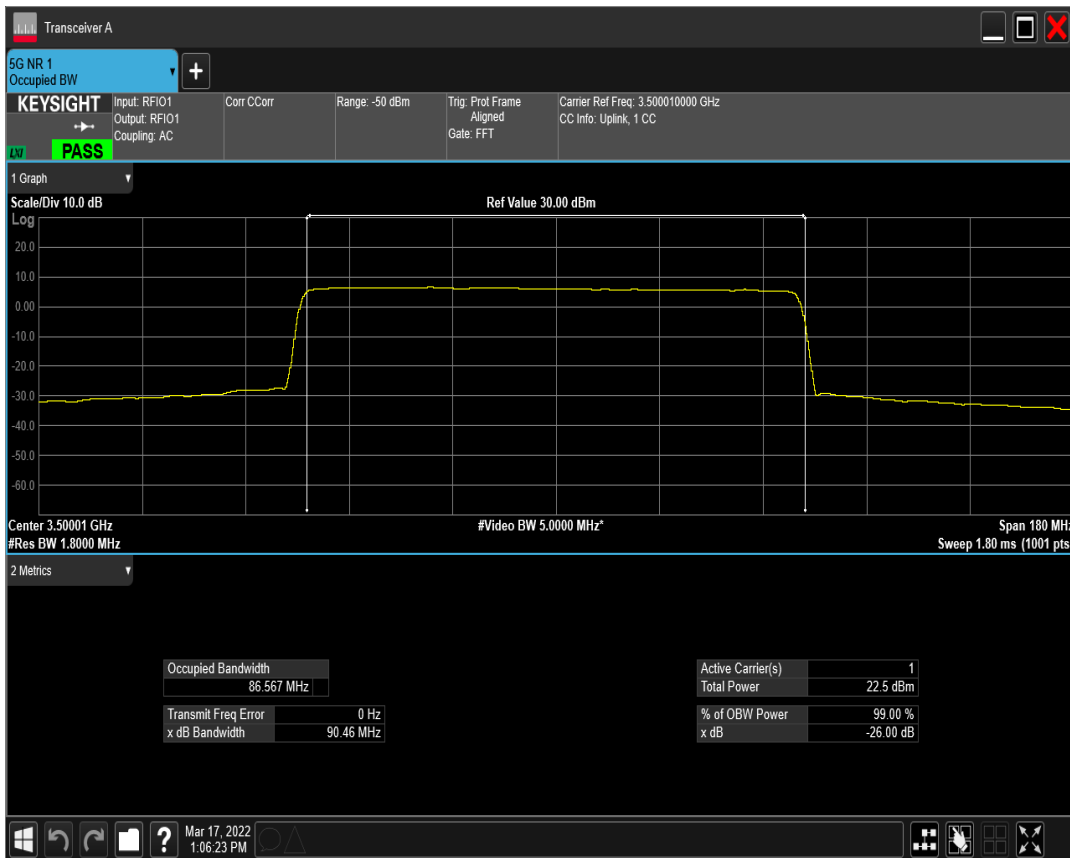 Transceiver A
5G NR 1
Occupied BW
KEYSIGHT
LXI
PASS
Input: RFIO1
Output: RFIO1
Coupling: AC
Corr CCorr
Range: -50 dBm
Trig: Prot Frame
Aligned
Gate: FFT
Carrier Ref Freq: 3.500010000 GHz
CC Info: Uplink, 1 CC
1 Graph
Scale/Div 10.0 dB
Ref Value 30.00 dBm
Log
20.0
10.0
0.00
-10.0
-20.0
-30.0
-40.0
-50.0
-60.0
Center 3.50001 GHz
#Video BW 5.0000 MHz*
Span 180 MHz
#Res BW 1.8000 MHz
Sweep 1.80 ms (1001 pts
2 Metrics
Occupied Bandwidth
86.567 MHz
Transmit Freq Error 0 Hz
x dB Bandwidth 90.46 MHz
Active Carrier(s) 1
Total Power 22.5 dBm
% of OBW Power 99.00 %
x dB -26.00 dB
?
Mar 17, 2022
1:06:23 PM